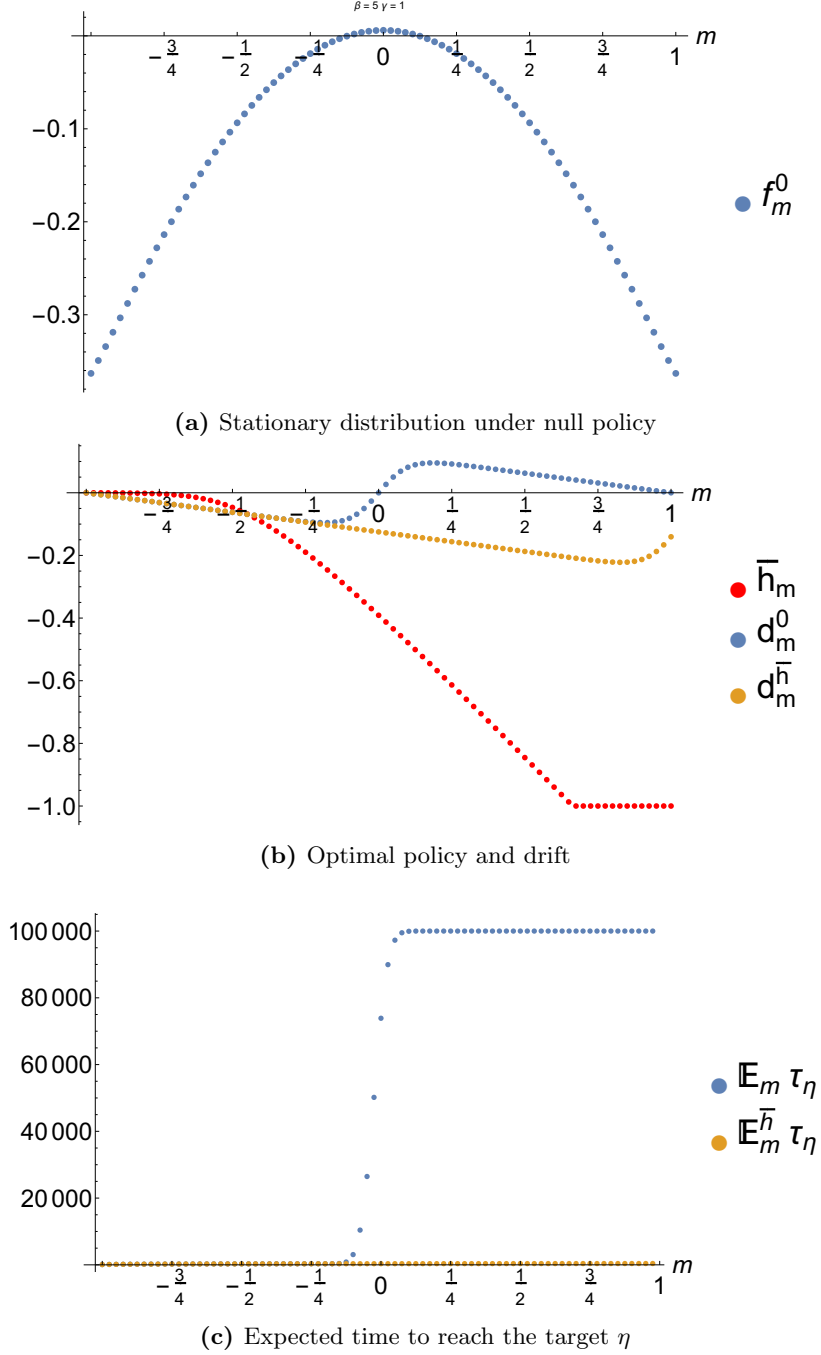 β = 5 γ = 1
m
-3/4 -1/2 -1/4 0 1/4 1/2 3/4 1
-0.1
-0.2
-0.3
f_m^0
(a) Stationary distribution under null policy
m
-3/4 -1/2 -1/4 0 1/4 1/2 3/4 1
-0.2
-0.4
-0.6
-0.8
-1.0
h̅_m
d_m^0
d_m^h̅
(b) Optimal policy and drift
100 000
80 000
60 000
40 000
20 000
𝔼_m τ_η
𝔼_m^h̅ τ_η
-3/4 -1/2 -1/4 0 1/4 1/2 3/4 1
m
(c) Expected time to reach the target η